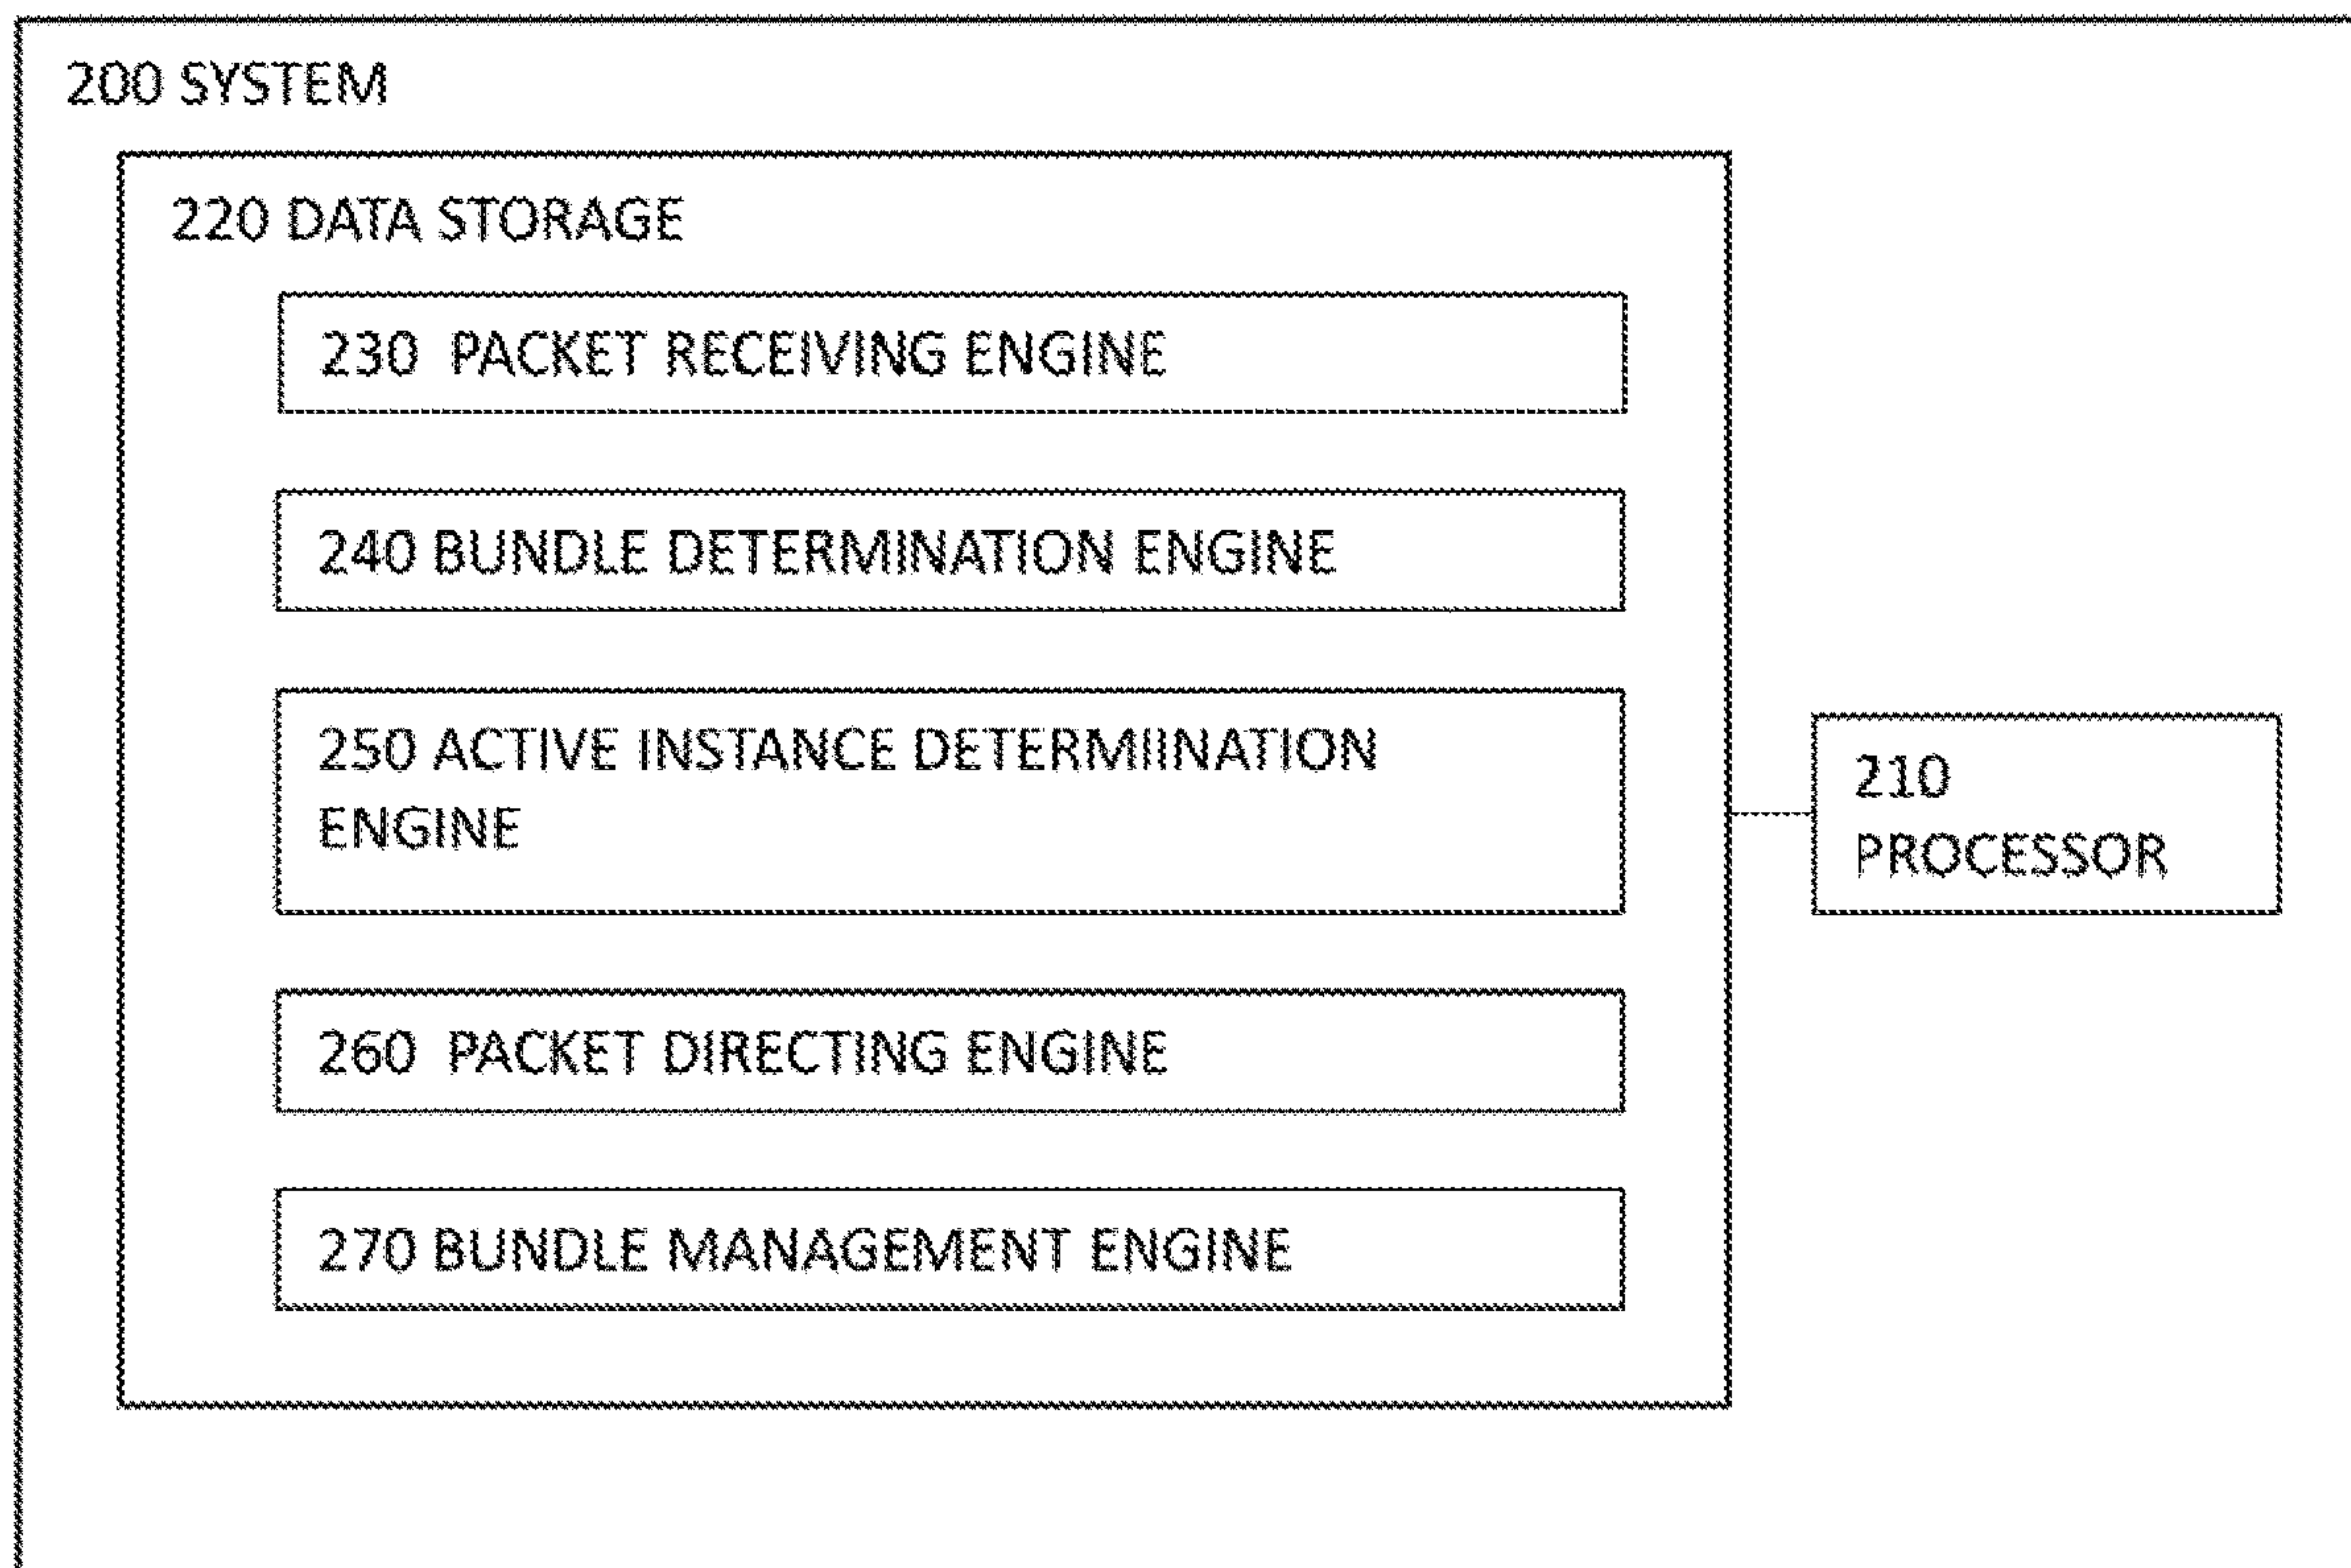 200 SYSTEM
220 DATA STORAGE
230 PACKET RECEIVING ENGINE
240 BUNDLE DETERMINATION ENGINE
250 ACTIVE INSTANCE DETERMIINATION
ENGINE
260 PACKET DIRECTING ENGINE
270 BUNDLE MANAGEMENT ENGINE
210
PROCESSOR